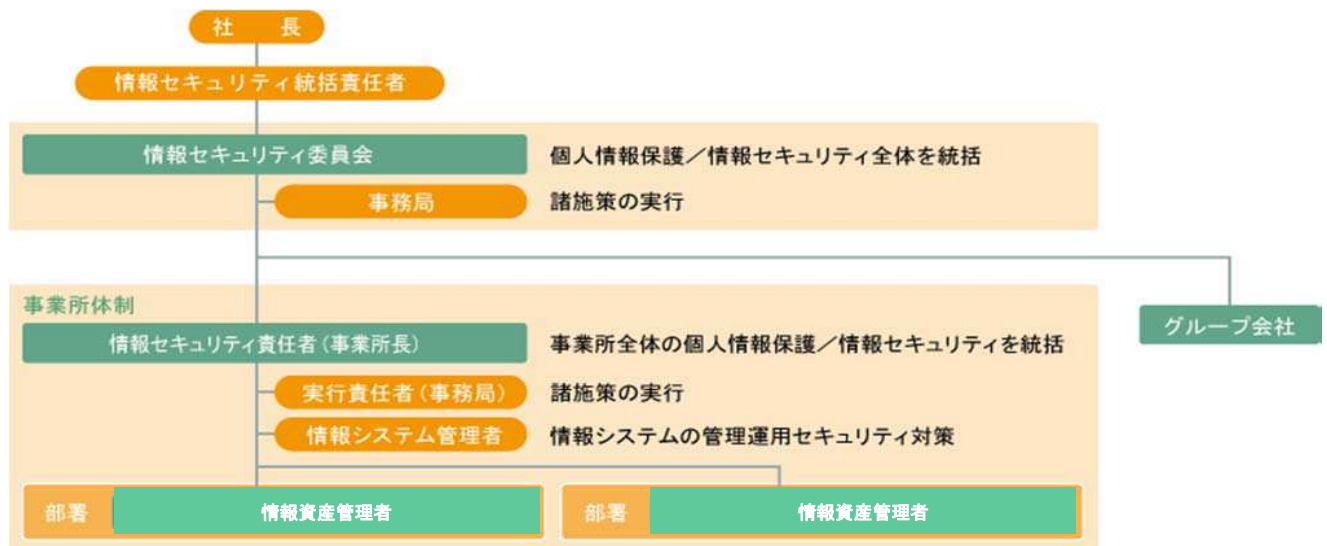 社　長
情報セキュリティ統括責任者
情報セキュリティ委員会
個人情報保護／情報セキュリティ全体を統括
事務局
諸施策の実行
事業所体制
グループ会社
情報セキュリティ責任者（事業所長）
事業所全体の個人情報保護／情報セキュリティを統括
実行責任者（事務局）
諸施策の実行
情報システム管理者
情報システムの管理運用セキュリティ対策
部署
情報資産管理者
部署
情報資産管理者